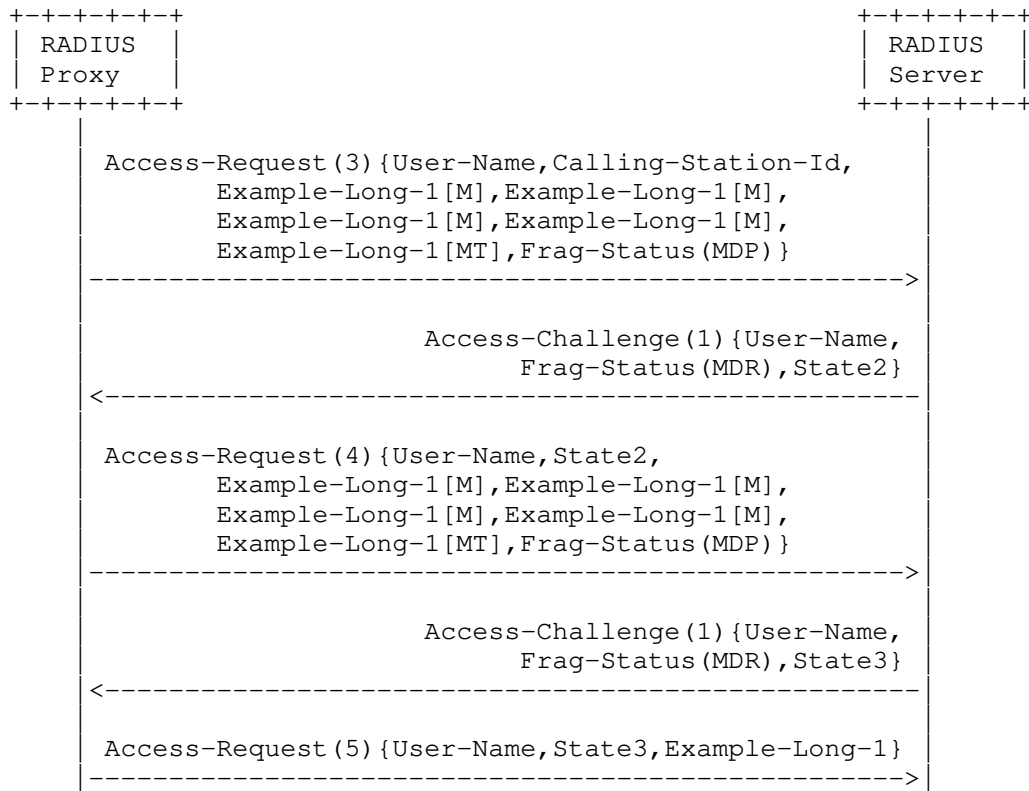 +-+-+-+-+-+ +-+-+-+-+-+
| RADIUS | | RADIUS |
| Proxy | | Server |
+-+-+-+-+-+ +-+-+-+-+-+
Access-Request(3){User-Name,Calling-Station-Id,
Example-Long-1[M],Example-Long-1[M],
Example-Long-1[M],Example-Long-1[M],
Example-Long-1[MT],Frag-Status(MDP)}
Access-Challenge(1){User-Name,
Frag-Status(MDR),State2}
Access-Request(4){User-Name,State2,
Example-Long-1[M],Example-Long-1[M],
Example-Long-1[M],Example-Long-1[M],
Example-Long-1[MT],Frag-Status(MDP)}
Access-Challenge(1){User-Name,
Frag-Status(MDR),State3}
Access-Request(5){User-Name,State3,Example-Long-1}